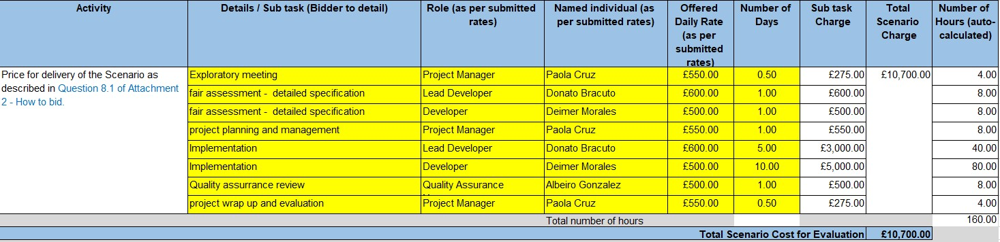 Activity
Details / Sub task (Bidder to detail)
Role (as per submitted
rates)
Named individual (as
per submitted rates)
Offered
Daily Rate
(as per
submitted
rates)
Number of
Days
Sub task
Charge
Total
Scenario
Charge
Number of
Hours (auto-
calculated)
Price for delivery of the Scenario as
described in Question 8.1 of Attachment
2 - How to bid.
Exploratory meeting Project Manager Paola Cruz £550.00 0.50 £275.00 £10,700.00 4.00
fair assessment - detailed specification Lead Developer Donato Bracuto £600.00 1.00 £600.00 8.00
fair assessment - detailed specification Developer Deimer Morales £500.00 1.00 £500.00 8.00
project planning and management Project Manager Paola Cruz £550.00 1.00 £550.00 8.00
Implementation Lead Developer Donato Bracuto £600.00 5.00 £3,000.00 40.00
Implementation Developer Deimer Morales £500.00 10.00 £5,000.00 80.00
Quality assurrance review Quality Assurance Albeiro Gonzalez £500.00 1.00 £500.00 8.00
project wrap up and evaluation Project Manager Paola Cruz £550.00 0.50 £275.00 4.00
Total number of hours 160.00
Total Scenario Cost for Evaluation £10,700.00